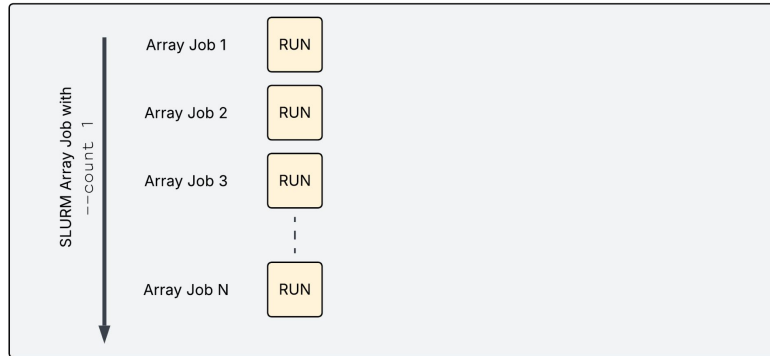 SLURM Array Job with
--count 1
Array Job 1
RUN
Array Job 2
RUN
Array Job 3
RUN
Array Job N
RUN